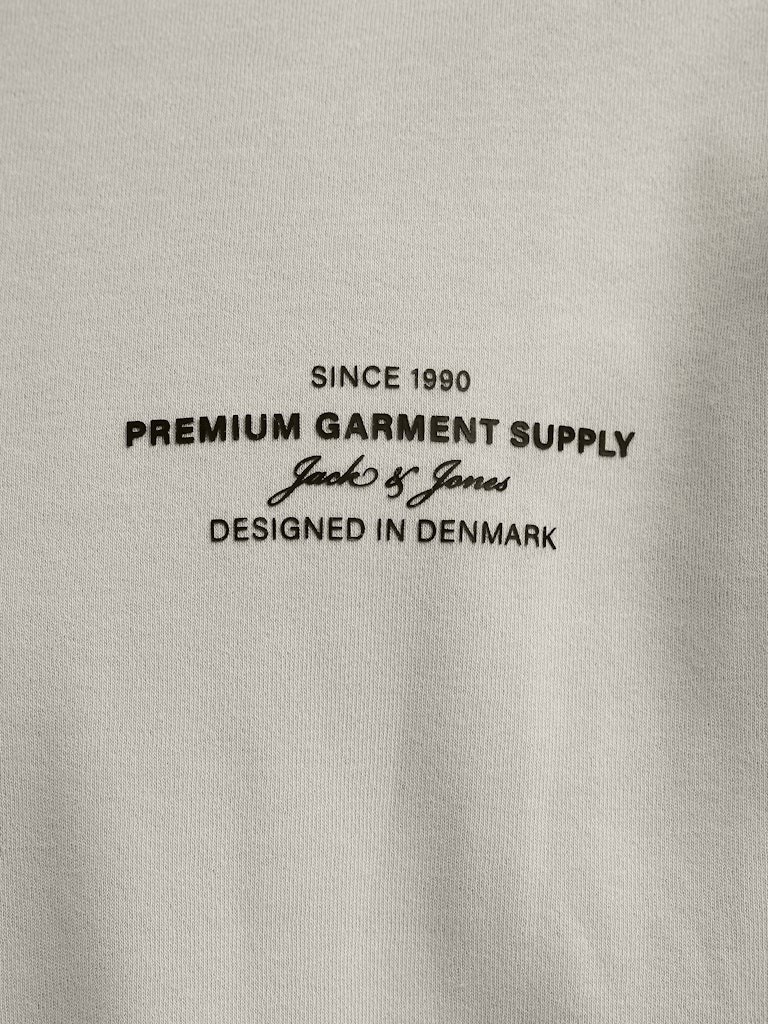 SINCE 1990
PREMIUM GARMENT SUPPLY
Jack & Jones
DESIGNED IN DENMARK